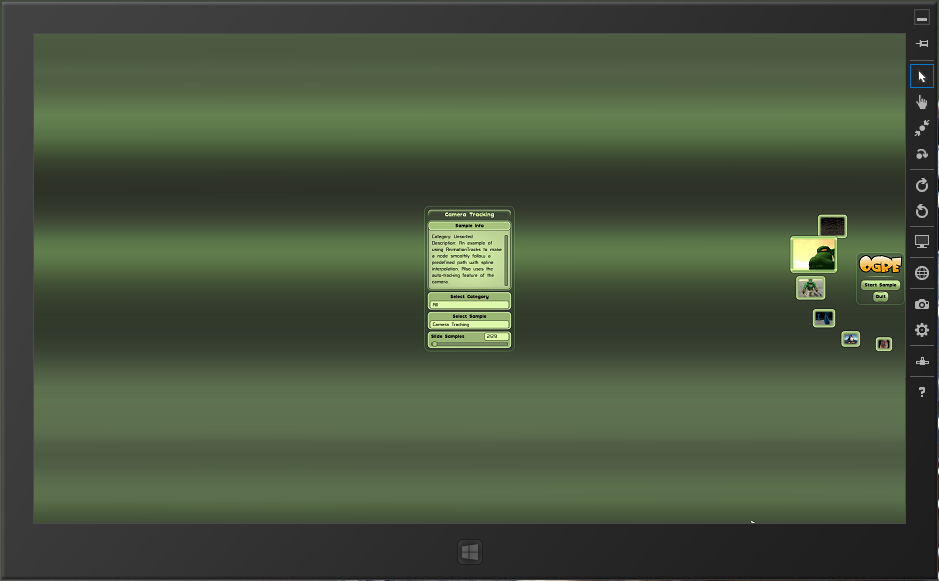 Camera Tracking
Sample Info
Category: Unsorted
Description: An example of
using AnimationTracks to make
a node smoothly follow a
predefined path with spline
interpolation. Also uses the
auto-tracking feature of the
camera.
Select Category
All
Select Sample
Camera Tracking
Slide Samples
OGRE
Start Sample
Quit
?